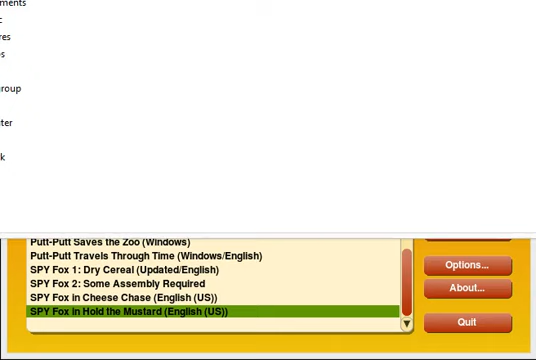 ments
res
s
roup
ter
k
Putt-Putt Saves the Zoo (Windows)
Putt-Putt Travels Through Time (Windows/English)
SPY Fox 1: Dry Cereal (Updated/English)
SPY Fox 2: Some Assembly Required
SPY Fox in Cheese Chase (English (US))
SPY Fox in Hold the Mustard (English (US))
Options...
About...
Quit